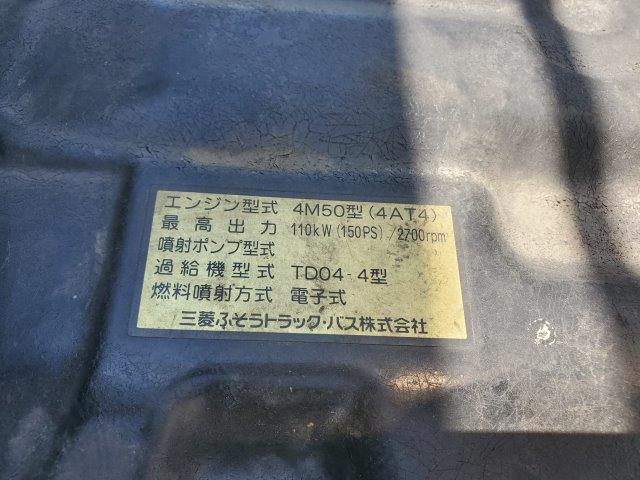 エンジン型式 4M50型(4AT4)
最高出力 110kW(150PS)/2700rpm
噴射ポンプ型式
過給機型式 TD04-4型
燃料噴射方式 電子式
三菱ふそうトラック・バス株式会社